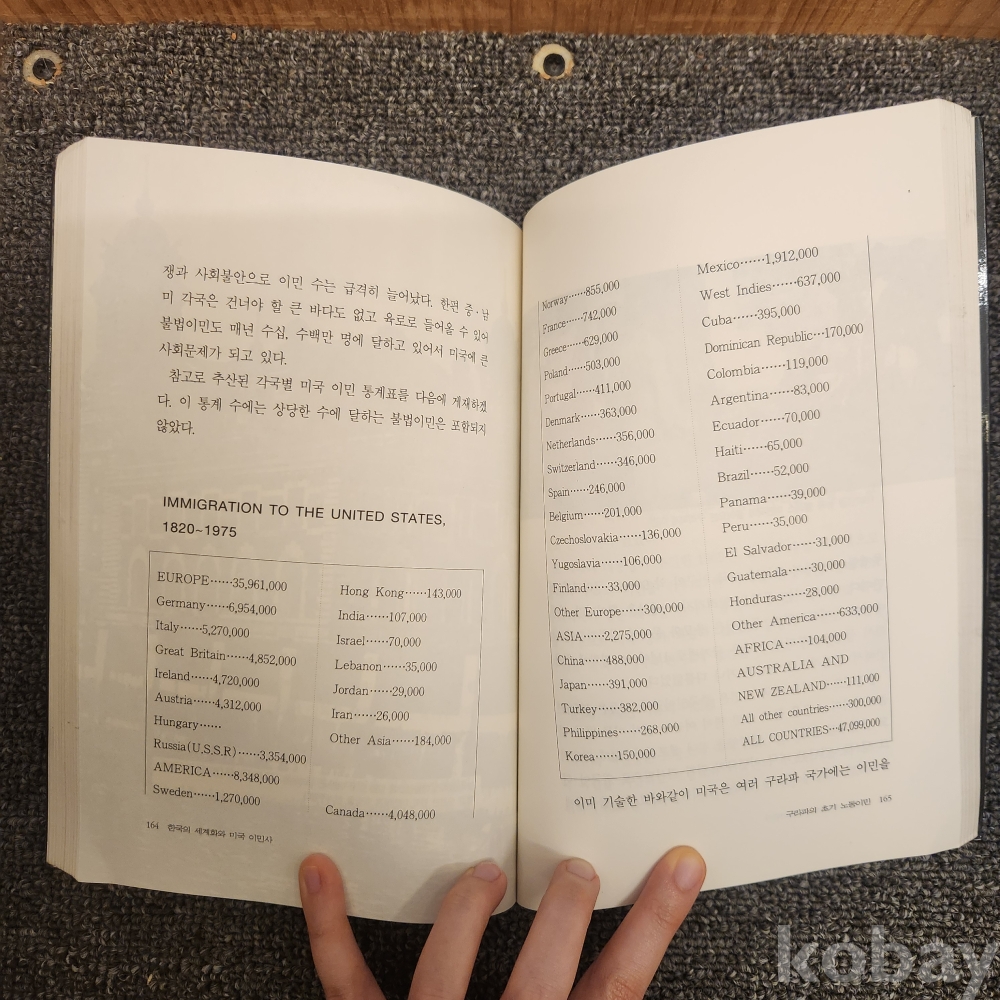 쟁과 사회불안으로 이민 수는 급격히 늘어났다. 한편 중·남
미 각국은 건너야 할 큰 바다도 없고 육로로 들어올 수 있어
불법이민도 매년 수십, 수백만 명에 달하고 있어서 미국에 큰
사회문제가 되고 있다.
참고로 추산된 각국별 미국 이민 통계표를 다음에 게재하겠
다. 이 통계 수에는 상당한 수에 달하는 불법이민은 포함되지
않았다.
IMMIGRATION TO THE UNITED STATES,
1820~1975
EUROPE······35,961,000
Germany······6,954,000
Italy······5,270,000
Great Britain······4,852,000
Ireland······4,720,000
Austria······4,312,000
Hungary······
Russia(U.S.S.R)······3,354,000
AMERICA······8,348,000
Sweden······1,270,000
Hong Kong······143,000
India······107,000
Israel······70,000
Lebanon······35,000
Jordan······29,000
Iran······26,000
Other Asia······184,000
Canada······4,048,000
164 한국의 세계화와 미국 이민사
Norway······855,000
France······742,000
Greece······629,000
Poland······503,000
Portugal······411,000
Denmark······363,000
Netherlands······356,000
Switzerland······346,000
Spain······246,000
Belgium······201,000
Czechoslovakia······136,000
Yugoslavia······106,000
Finland······33,000
Other Europe······300,000
ASIA······2,275,000
China······488,000
Japan······391,000
Turkey······382,000
Philippines······268,000
Korea······150,000
Mexico······1,912,000
West Indies······637,000
Cuba······395,000
Dominican Republic···170,000
Colombia······119,000
Argentina······83,000
Ecuador······70,000
Haiti······65,000
Brazil······52,000
Panama······39,000
Peru······35,000
El Salvador······31,000
Guatemala······30,000
Honduras······28,000
Other America······633,000
AFRICA······104,000
AUSTRALIA AND
NEW ZEALAND······111,000
All other countries······300,000
ALL COUNTRIES···47,099,000
이미 기술한 바와같이 미국은 여러 구라파 국가에는 이민을
구라파의 초기 노동이민 165
kobay